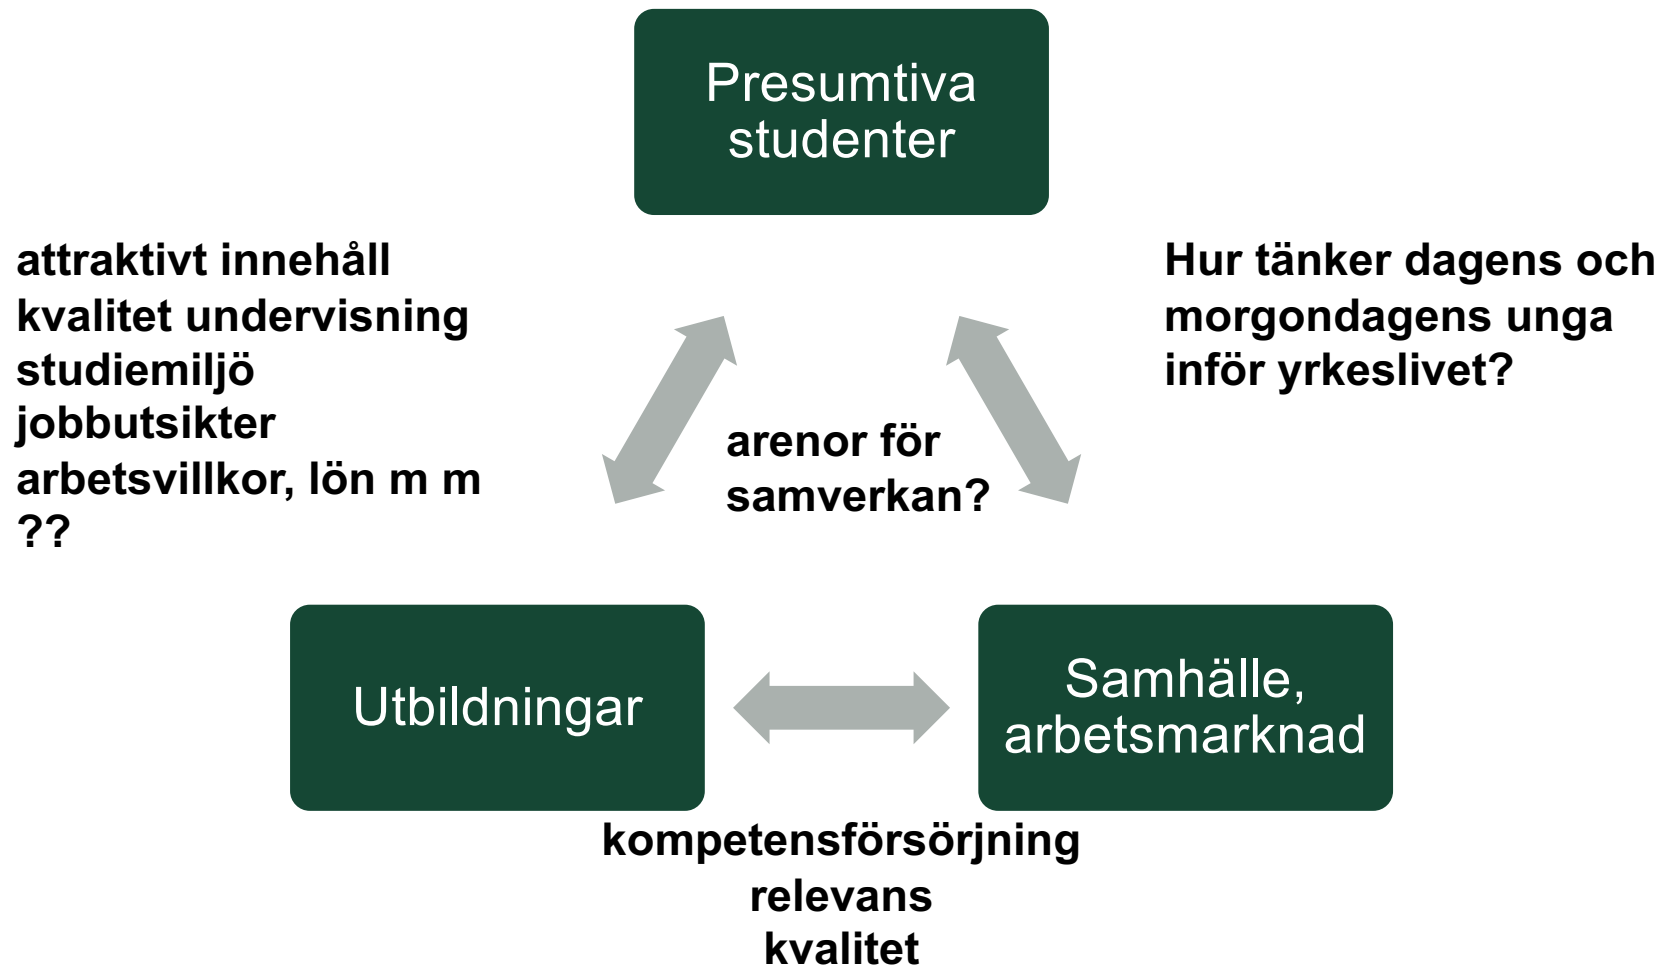 Presumtiva
studenter
attraktivt innehåll
kvalitet undervisning
studiemiljö
jobbutsikter
arbetsvillkor, lön m m
??
Hur tänker dagens och
morgondagens unga
inför yrkeslivet?
arenor för
samverkan?
Utbildningar
Samhälle,
arbetsmarknad
kompetensförsörjning
relevans
kvalitet